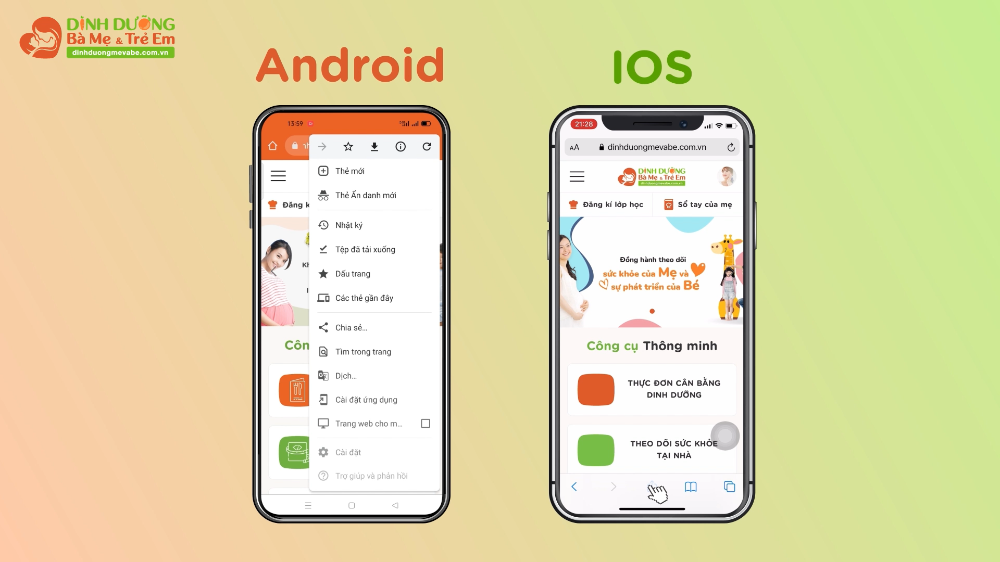 DINH DƯỠNG
Bà Mẹ & Trẻ Em
dinhduongmevabe.com.vn
Android
13:59
4G
Thẻ mới
Thẻ Ẩn danh mới
Đăng k
Nhật ký
Tệp đã tải xuống
Dấu trang
Các thẻ gần đây
Chia sẻ...
Tìm trong trang
Côn
Dịch...
Cài đặt ứng dụng
Trang web cho m...
Cài đặt
Trợ giúp và phản hồi
IOS
21:28
AA
dinhduongmevabe.com.vn
DINH DƯỠNG
Bà Mẹ & Trẻ Em
dinhduongmevabe.com.vn
Đăng kí lớp học
Sổ tay của mẹ
Đồng hành theo dõi
sức khỏe của Mẹ và
sự phát triển của Bé
Công cụ Thông minh
THỰC ĐƠN CÂN BẰNG
DINH DƯỠNG
THEO DÕI SỨC KHỎE
TẠI NHÀ